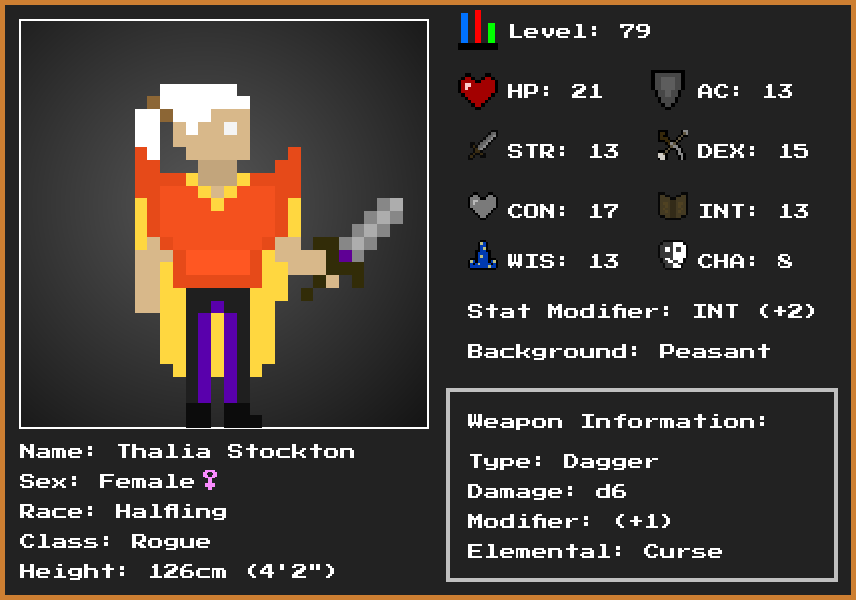 Level: 79
HP: 21 AC: 13
STR: 13 DEX: 15
CON: 17 INT: 13
WIS: 13 CHA: 8
Stat Modifier: INT (+2)
Background: Peasant
Weapon Information:
Type: Dagger
Damage: d6
Modifier: (+1)
Elemental: Curse
Name: Thalia Stockton
Sex: Female♀
Race: Halfling
Class: Rogue
Height: 126cm (4'2")